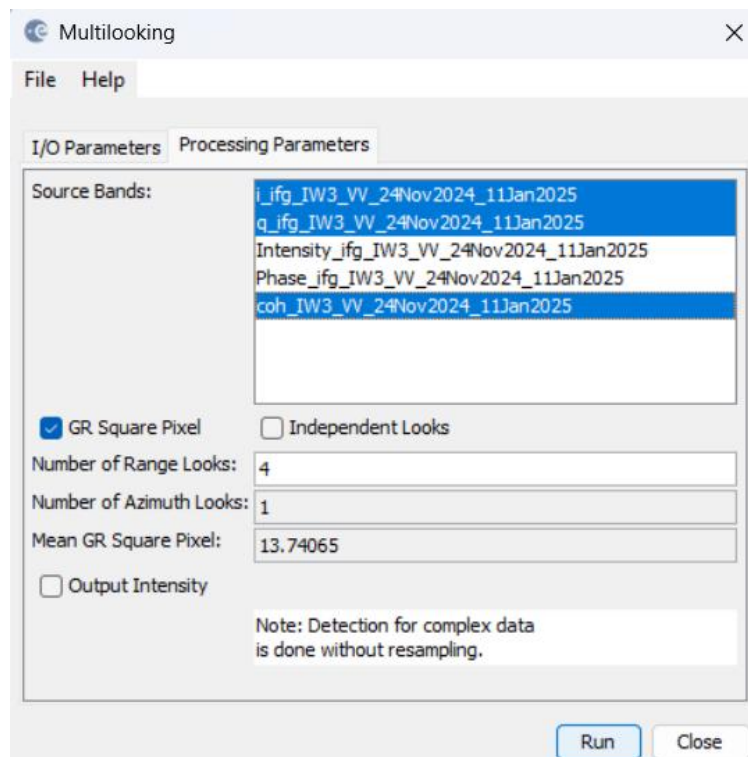 Multilooking
File Help
I/O Parameters Processing Parameters
Source Bands:
i_ifg_IW3_VV_24Nov2024_11Jan2025
q_ifg_IW3_VV_24Nov2024_11Jan2025
Intensity_ifg_IW3_VV_24Nov2024_11Jan2025
Phase_ifg_IW3_VV_24Nov2024_11Jan2025
coh_IW3_VV_24Nov2024_11Jan2025
GR Square Pixel Independent Looks
Number of Range Looks: 4
Number of Azimuth Looks: 1
Mean GR Square Pixel: 13.74065
Output Intensity
Note: Detection for complex data
is done without resampling.
Run Close